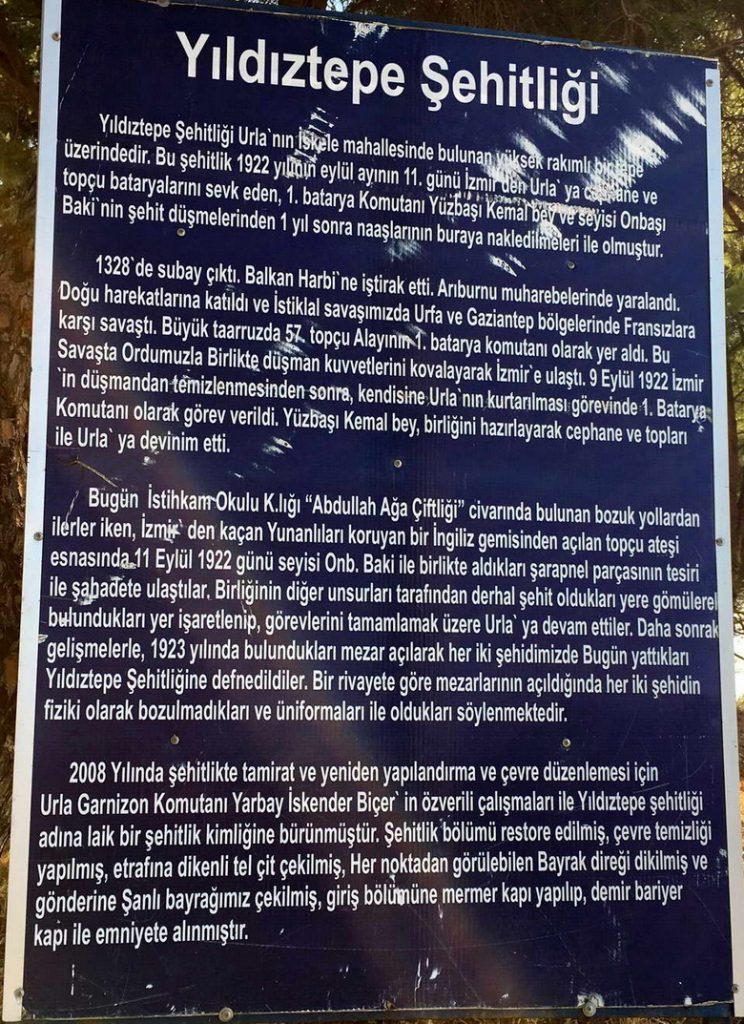 Yıldıztepe Şehitliği
Yıldıztepe Şehitliği Urla`nın İskele mahallesinde bulunan yüksek rakımlı bir tepe
üzerindedir. Bu şehitlik 1922 yılının eylül ayının 11. günü İzmir`den Urla` ya cephane ve
topçu bataryalarını sevk eden, 1. batarya Komutanı Yüzbaşı Kemal bey ve seyisi Onbaşı
Baki`nin şehit düşmelerinden 1 yıl sonra naaşlarının buraya nakledilmeleri ile olmuştur.
1328`de subay çıktı. Balkan Harbi`ne iştirak etti. Arıburnu muharebelerinde yaralandı.
Doğu harekatlarına katıldı ve İstiklal savaşımızda Urfa ve Gaziantep bölgelerinde Fransızlara
karşı savaştı. Büyük taarruzda 57. topçu Alayının 1. batarya komutanı olarak yer aldı. Bu
Savaşta Ordumuzla Birlikte düşman kuvvetlerini kovalayarak İzmir`e ulaştı. 9 Eylül 1922 İzmir
`in düşmandan temizlenmesinden sonra, kendisine Urla`nın kurtarılması görevinde 1. Batarya
Komutanı olarak görev verildi. Yüzbaşı Kemal bey, birliğini hazırlayarak cephane ve topları
ile Urla` ya devinim etti.
Bugün İstihkam Okulu K.lığı “Abdullah Ağa Çiftliği” civarında bulunan bozuk yollardan
ilerler iken, İzmir` den kaçan Yunanlıları koruyan bir İngiliz gemisinden açılan topçu ateşi
esnasında 11 Eylül 1922 günü seyisi Onb. Baki ile birlikte aldıkları şarapnel parçasının tesiri
ile şahadete ulaştılar. Birliğinin diğer unsurları tarafından derhal şehit oldukları yere gömülerek
bulundukları yer işaretlenip, görevlerini tamamlamak üzere Urla` ya devam ettiler. Daha sonrak
gelişmelerle, 1923 yılında bulundukları mezar açılarak her iki şehidimizde Bugün yattıkları
Yıldıztepe Şehitliğine defnedildiler. Bir rivayete göre mezarlarının açıldığında her iki şehidin
fiziki olarak bozulmadıkları ve üniformaları ile oldukları söylenmektedir.
2008 Yılında şehitlikte tamirat ve yeniden yapılandırma ve çevre düzenlemesi için
Urla Garnizon Komutanı Yarbay İskender Biçer` in özverili çalışmaları ile Yıldıztepe şehitliği
adına laik bir şehitlik kimliğine bürünmüştür. Şehitlik bölümü restore edilmiş, çevre temizliği
yapılmış, etrafına dikenli tel çit çekilmiş, Her noktadan görülebilen Bayrak direği dikilmiş ve
gönderine Şanlı bayrağımız çekilmiş, giriş bölümüne mermer kapı yapılıp, demir bariyer
kapı ile emniyete alınmıştır.